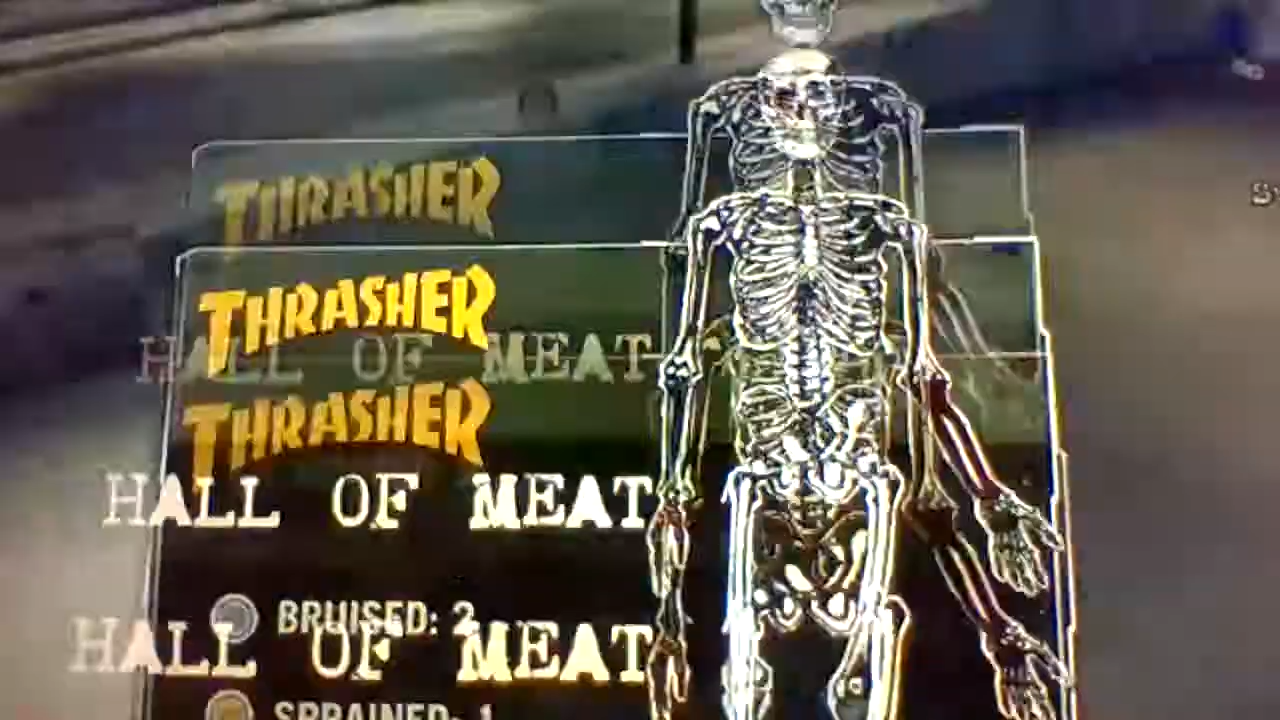 THRASHER
THRASHER
HALL OF MEAT
THRASHER
HALL OF MEAT
BRUISED: 2
HALL OF MEAT
SPRAINED: 1